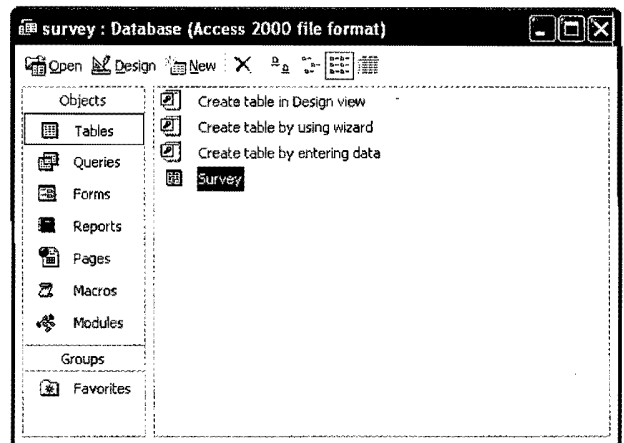 survey : Database (Access 2000 file format)
Open Design New
Objects
Tables
Queries
Forms
Reports
Pages
Macros
Modules
Groups
Favorites
Create table in Design view
Create table by using wizard
Create table by entering data
Survey